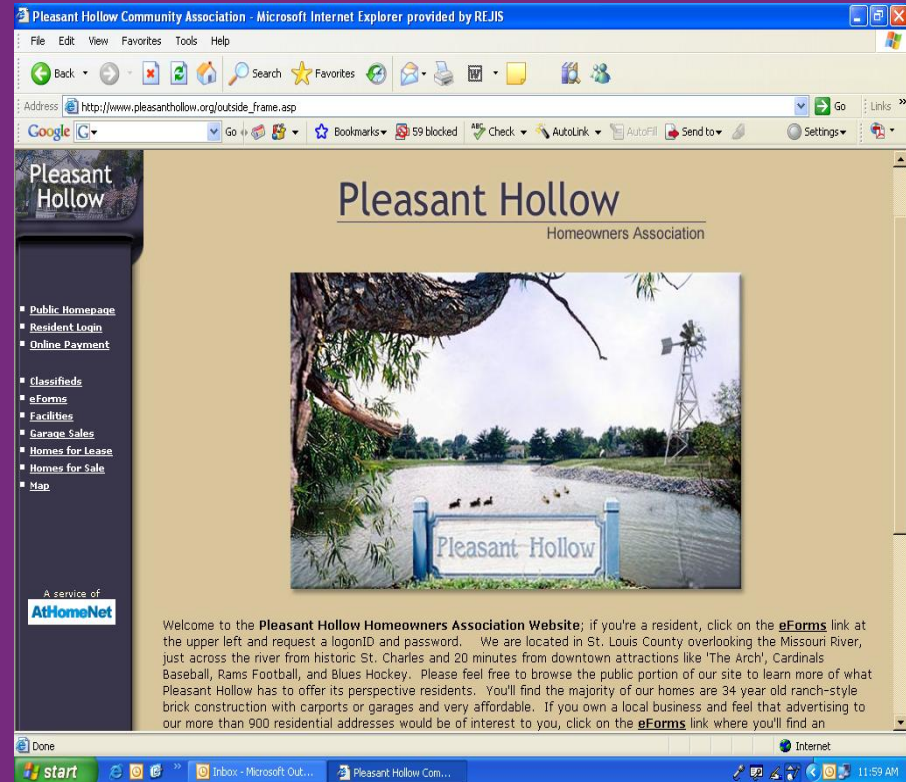 Pleasant Hollow Community Association - Microsoft Internet Explorer provided by REJIS
File Edit View Favorites Tools Help
Back Search Favorites
Address http://www.pleasanthollow.org/outside_frame.asp Go Links »
Google G Go Bookmarks 59 blocked ABC Check AutoLink AutoFill Send to Settings
Pleasant
Hollow
Pleasant Hollow
Homeowners Association
Public Homepage
Resident Login
Online Payment
Classifieds
eForms
Facilities
Garage Sales
Homes for Lease
Homes for Sale
Map
A service of
AtHomeNet
Pleasant Hollow
Welcome to the Pleasant Hollow Homeowners Association Website; if you're a resident, click on the eForms link at
the upper left and request a logonID and password. We are located in St. Louis County overlooking the Missouri River,
just across the river from historic St. Charles and 20 minutes from downtown attractions like 'The Arch', Cardinals
Baseball, Rams Football, and Blues Hockey. Please feel free to browse the public portion of our site to learn more of what
Pleasant Hollow has to offer its perspective residents. You'll find the majority of our homes are 34 year old ranch-style
brick construction with carports or garages and very affordable. If you own a local business and feel that advertising to
our more than 900 residential addresses would be of interest to you, click on the eForms link where you'll find an
Done Internet
start » Inbox - Microsoft Out... Pleasant Hollow Com... 11:59 AM